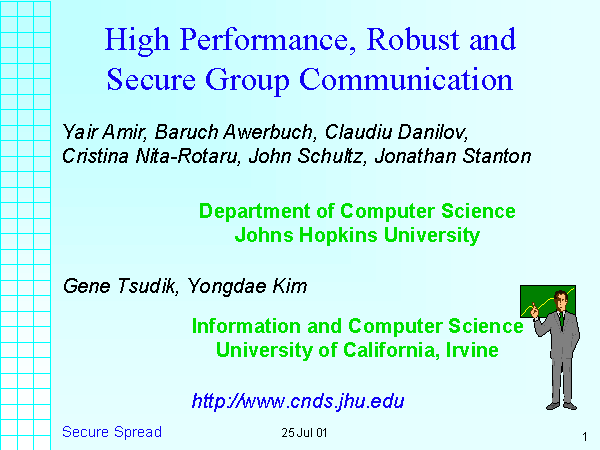 High Performance, Robust and
Secure Group Communication
Yair Amir, Baruch Awerbuch, Claudiu Danilov,
Cristina Nita-Rotaru, John Schultz, Jonathan Stanton
Department of Computer Science
Johns Hopkins University
Gene Tsudik, Yongdae Kim
Information and Computer Science
University of California, Irvine
http://www.cnds.jhu.edu
Secure Spread
25 Jul 01
1